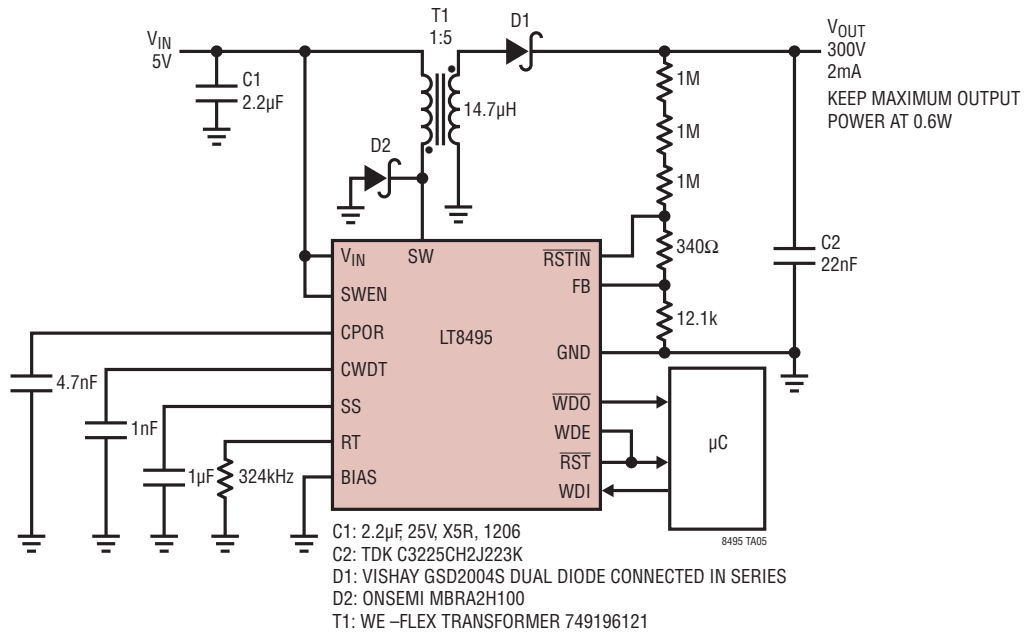 T1
1:5
D1
V_IN
5V
V_OUT
300V
2mA
KEEP MAXIMUM OUTPUT
POWER AT 0.6W
C1
2.2µF
1M
14.7µH
1M
D2
1M
V_IN
SW
RSTIN
340Ω
C2
22nF
SWEN
FB
CPOR
LT8495
12.1k
CWDT
GND
4.7nF
SS
WDO
1nF
RT
WDE
µC
1µF
324kHz
BIAS
RST
WDI
8495 TA05
C1: 2.2µF, 25V, X5R, 1206
C2: TDK C3225CH2J223K
D1: VISHAY GSD2004S DUAL DIODE CONNECTED IN SERIES
D2: ONSEMI MBRA2H100
T1: WE –FLEX TRANSFORMER 749196121